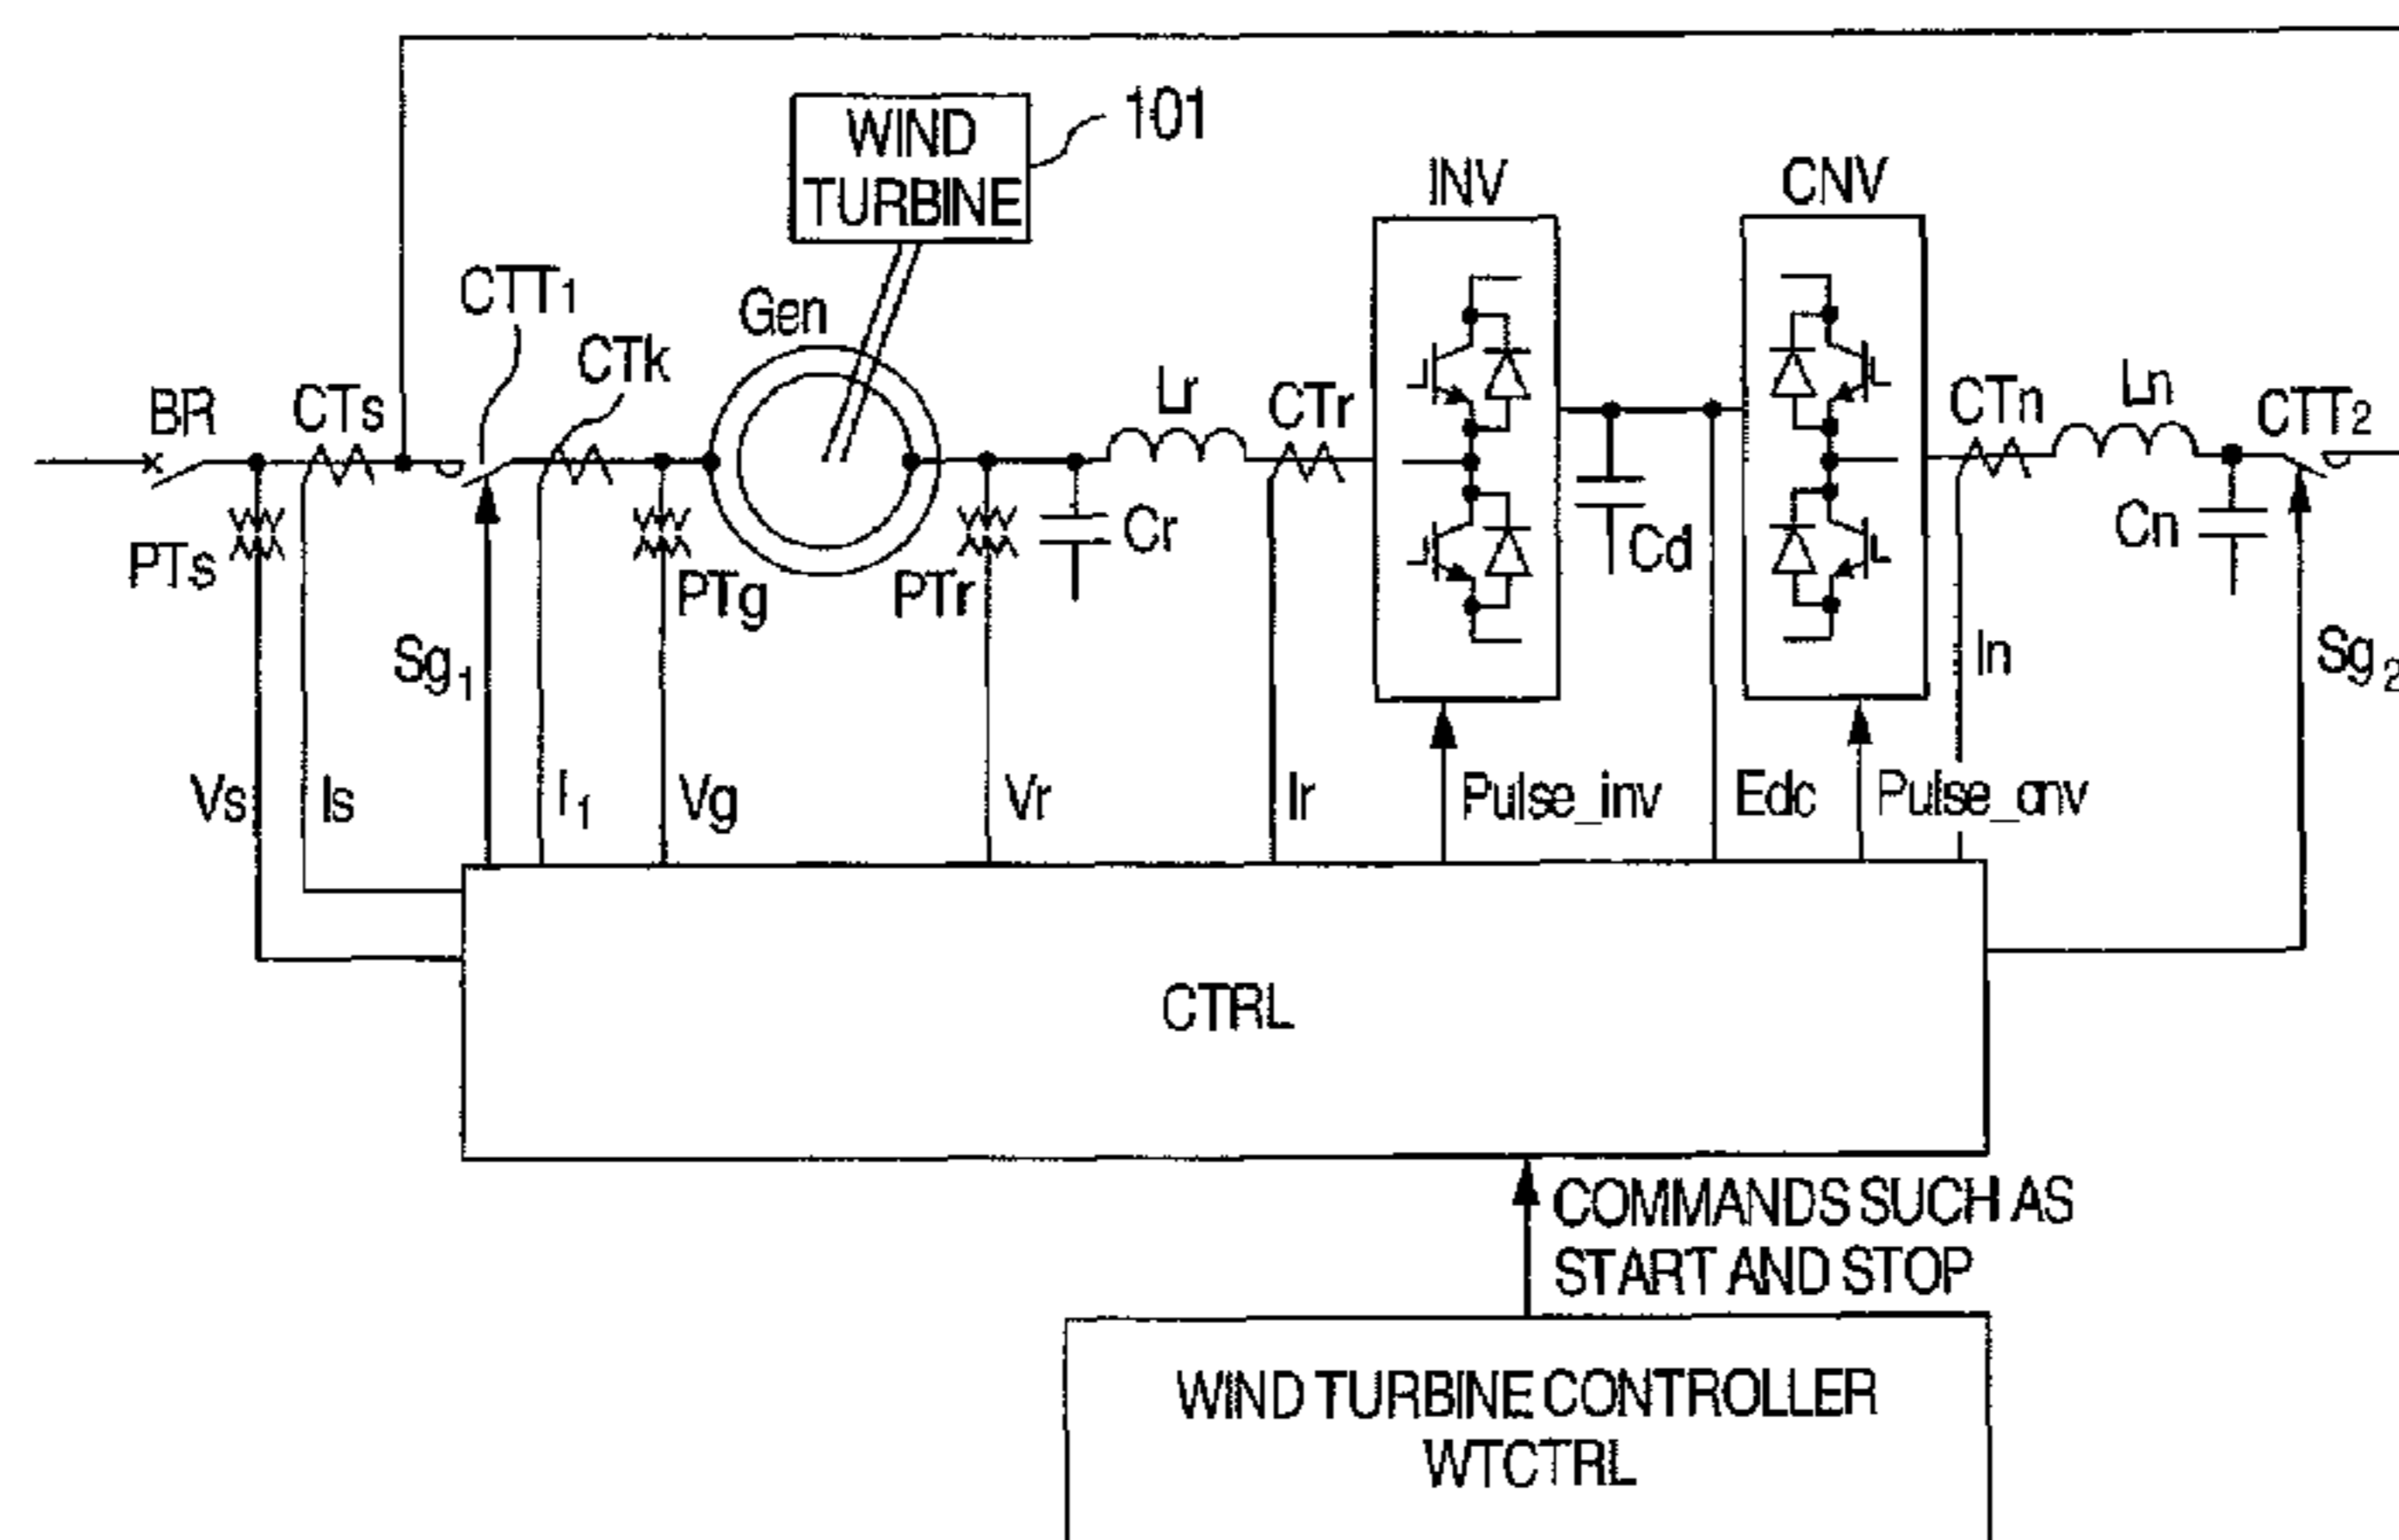 WIND
TURBINE
101
INV
CNV
CTT1
Gen
CTk
BR
CTs
Lr
CTr
CTn
Ln
CTT2
PTs
PTg
PTr
Cr
Cd
Cn
Sg1
In
Sg2
Vs
Is
I1
Vg
Vr
Ir
Pulse_inv
Edc
Pulse_cnv
CTRL
COMMANDS SUCH AS
START AND STOP
WIND TURBINE CONTROLLER
WTCTRL